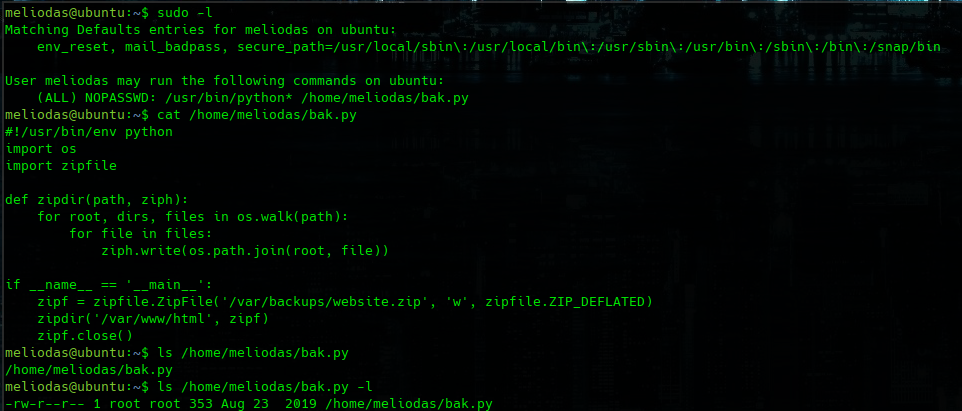 meliodas@ubuntu:~$ sudo -l
Matching Defaults entries for meliodas on ubuntu:
    env_reset, mail_badpass, secure_path=/usr/local/sbin\:/usr/local/bin\:/usr/sbin\:/usr/bin\:/sbin\:/bin\:/snap/bin

User meliodas may run the following commands on ubuntu:
    (ALL) NOPASSWD: /usr/bin/python* /home/meliodas/bak.py
meliodas@ubuntu:~$ cat /home/meliodas/bak.py
#!/usr/bin/env python
import os
import zipfile

def zipdir(path, ziph):
    for root, dirs, files in os.walk(path):
        for file in files:
            ziph.write(os.path.join(root, file))

if __name__ == '__main__':
    zipf = zipfile.ZipFile('/var/backups/website.zip', 'w', zipfile.ZIP_DEFLATED)
    zipdir('/var/www/html', zipf)
    zipf.close()
meliodas@ubuntu:~$ ls /home/meliodas/bak.py
/home/meliodas/bak.py
meliodas@ubuntu:~$ ls /home/meliodas/bak.py -l
-rw-r--r-- 1 root root 353 Aug 23  2019 /home/meliodas/bak.py